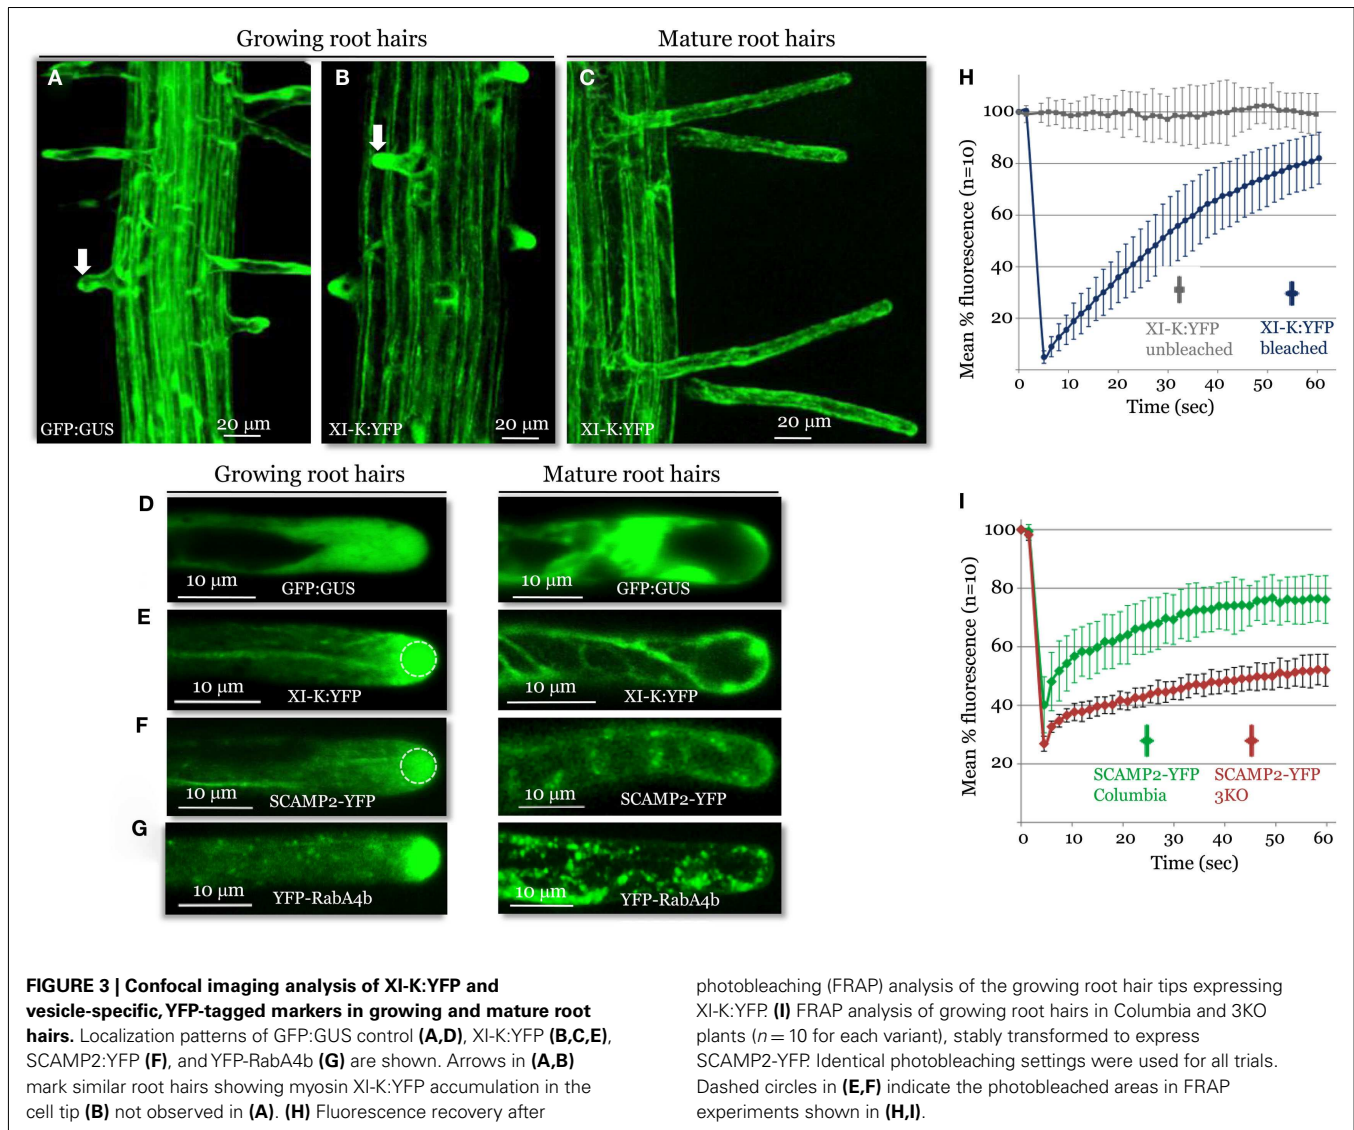 Growing root hairs
Mature root hairs
A
B
C
GFP:GUS
20 µm
XI-K:YFP
20 µm
XI-K:YFP
20 µm
H
Mean % fluorescence (n=10)
100
80
60
40
20
0
10
20
30
40
50
60
Time (sec)
XI-K:YFP
unbleached
XI-K:YFP
bleached
Growing root hairs
Mature root hairs
D
10 µm
GFP:GUS
10 µm
GFP:GUS
E
10 µm
XI-K:YFP
10 µm
XI-K:YFP
F
10 µm
SCAMP2-YFP
10 µm
SCAMP2-YFP
G
10 µm
YFP-RabA4b
10 µm
YFP-RabA4b
I
Mean % fluorescence (n=10)
100
80
60
40
20
0
10
20
30
40
50
60
Time (sec)
SCAMP2-YFP
Columbia
SCAMP2-YFP
3KO
FIGURE 3 | Confocal imaging analysis of XI-K:YFP and
vesicle-specific, YFP-tagged markers in growing and mature root
hairs. Localization patterns of GFP:GUS control (A,D), XI-K:YFP (B,C,E),
SCAMP2:YFP (F), and YFP-RabA4b (G) are shown. Arrows in (A,B)
mark similar root hairs showing myosin XI-K:YFP accumulation in the
cell tip (B) not observed in (A). (H) Fluorescence recovery after
photobleaching (FRAP) analysis of the growing root hair tips expressing
XI-K:YFP. (I) FRAP analysis of growing root hairs in Columbia and 3KO
plants (n = 10 for each variant), stably transformed to express
SCAMP2-YFP. Identical photobleaching settings were used for all trials.
Dashed circles in (E,F) indicate the photobleached areas in FRAP
experiments shown in (H,I).